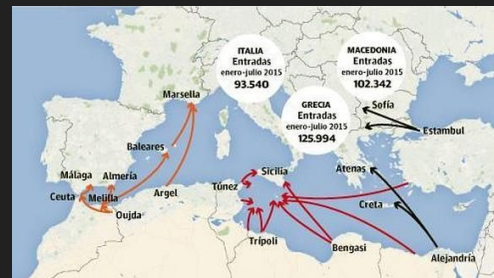 ITALIA
Entradas
enero-julio 2015
93.540
MACEDONIA
Entradas
enero-julio 2015
102.342
GRECIA
Entradas
enero-julio 2015
125.994
Marsella
Sofía
Estambul
Baleares
Málaga
Almería
Ceuta
Melilla
Oujda
Argel
Túnez
Sicilia
Atenas
Creta
Trípoli
Bengasi
Alejandría